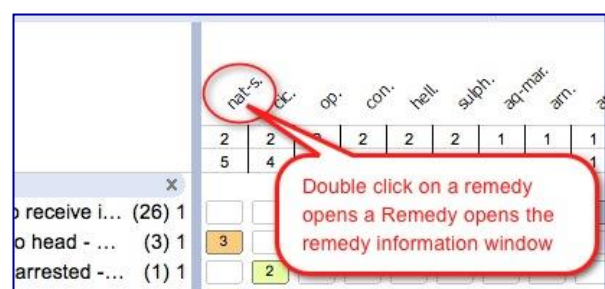 nat-s. cic. op. con. hell. sulph. aq-mar. arn.
2 2 2 2 2 1 1 1
5 4 1
x
o receive i... (26) 1
o head - ... (3) 1 3
arrested -... (1) 1 2
Double click on a remedy
opens a Remedy opens the
remedy information window